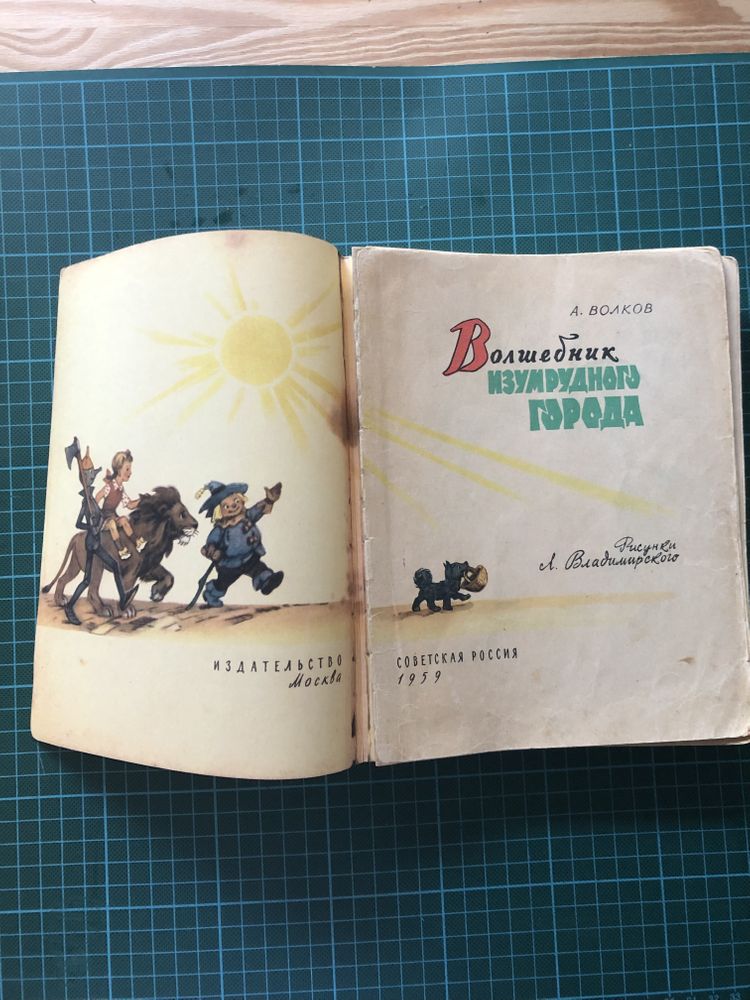 А. ВОЛКОВ
Волшебник
ИЗУМРУДНОГО
ГОРОДА
Рисунки
Л. Владимирского
ИЗДАТЕЛЬСТВО
Москва
СОВЕТСКАЯ РОССИЯ
1959